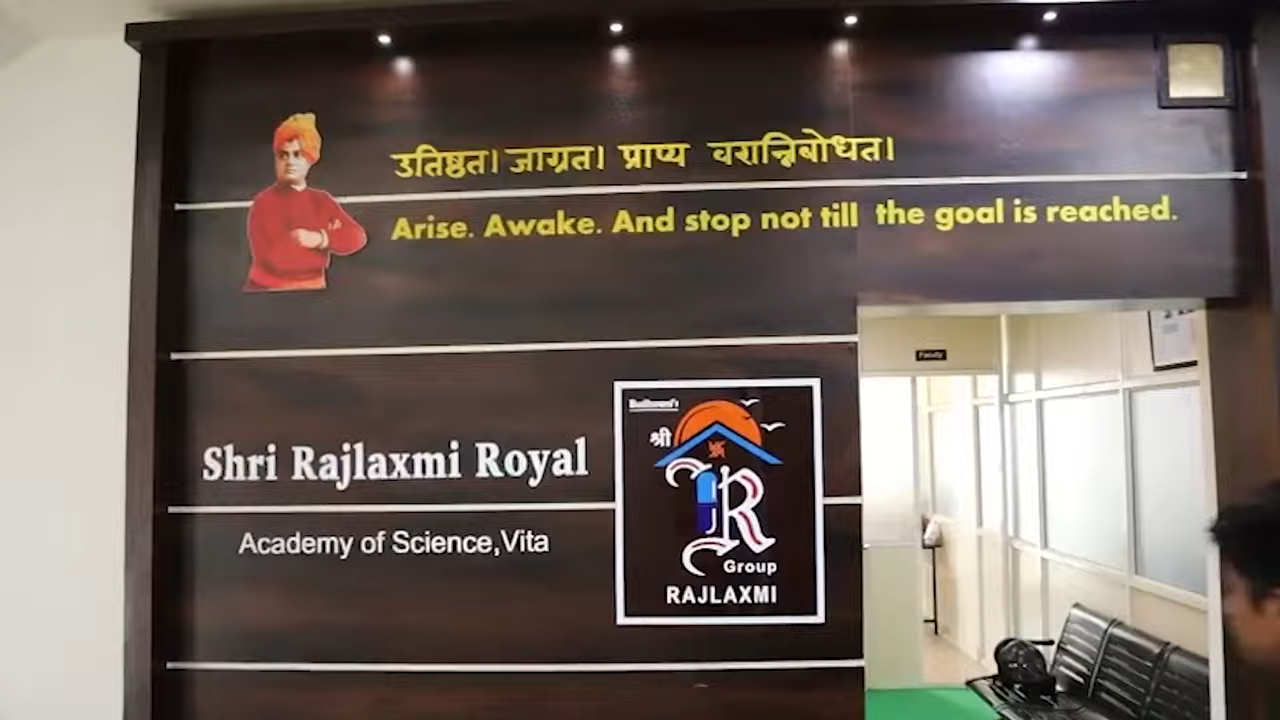 उतिष्ठत। जाग्रत। प्राप्य वरान्निबोधत।
Arise. Awake. And stop not till the goal is reached.
Faculty
Shri Rajlaxmi Royal
Academy of Science,Vita
श्री
R
Group
RAJLAXMI